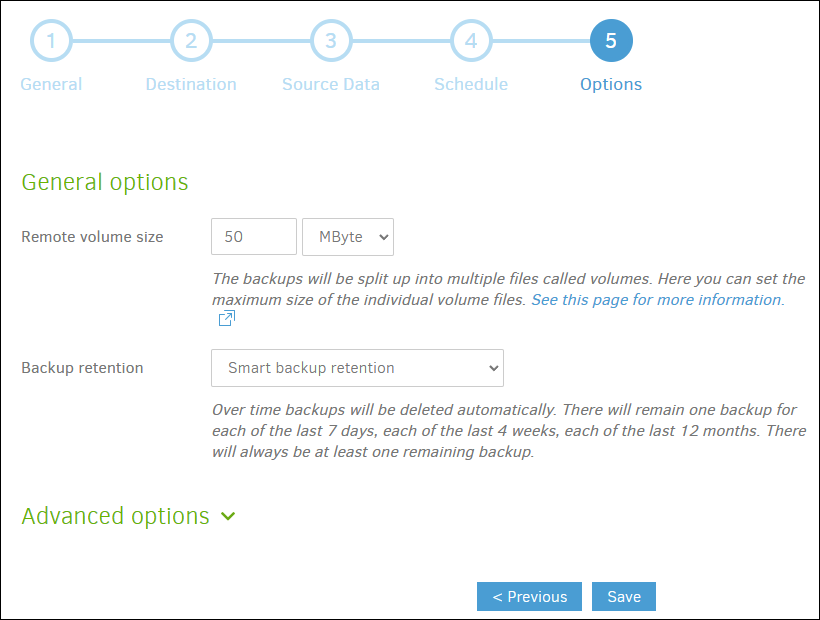 1 2 3 4 5
General Destination Source Data Schedule Options
General options
Remote volume size 50 MByte
The backups will be split up into multiple files called volumes. Here you can set the
maximum size of the individual volume files. See this page for more information.
Backup retention Smart backup retention
Over time backups will be deleted automatically. There will remain one backup for
each of the last 7 days, each of the last 4 weeks, each of the last 12 months. There
will always be at least one remaining backup.
Advanced options
< Previous Save